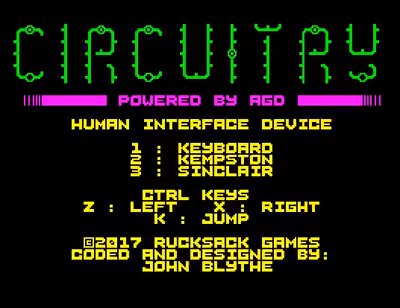 CIRCUITRY
POWERED BY AGD
HUMAN INTERFACE DEVICE
1 : KEYBOARD
2 : KEMPSTON
3 : SINCLAIR
CTRL KEYS
Z : LEFT X : RIGHT
K : JUMP
©2017 RUCKSACK GAMES
CODED AND DESIGNED BY:
JOHN BLYTHE